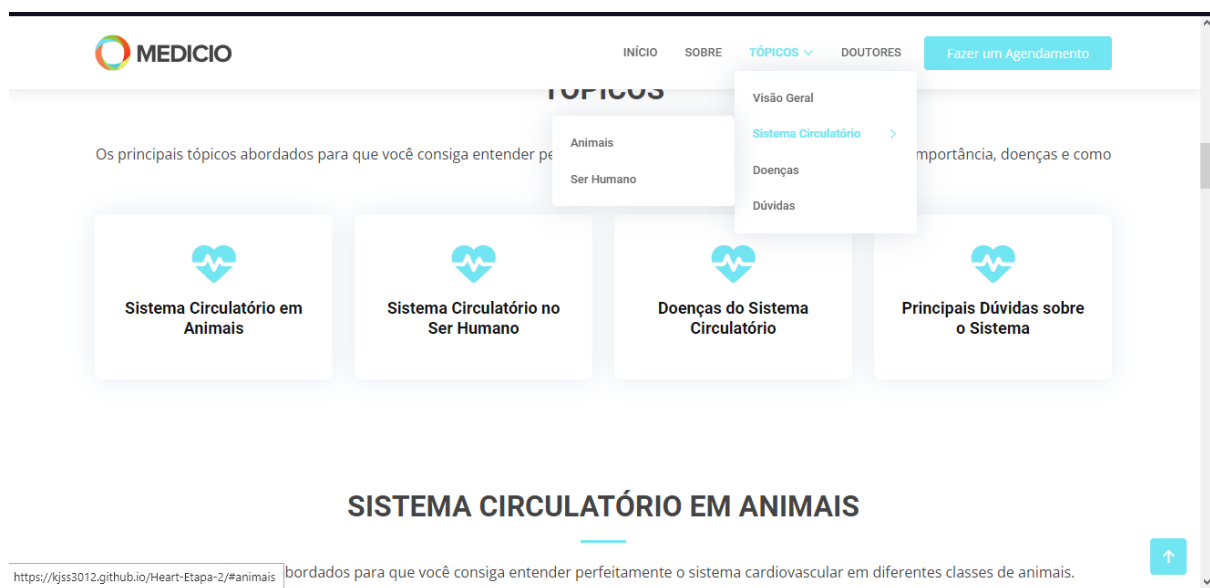 MEDICIO
INÍCIO SOBRE TÓPICOS DOUTORES Fazer um Agendamento
TÓPICOS
Visão Geral
Sistema Circulatório
Doenças
Dúvidas
Animais
Ser Humano
Os principais tópicos abordados para que você consiga entender doenças e como
Sistema Circulatório em
Animais
Sistema Circulatório no
Ser Humano
Doenças do Sistema
Circulatório
Principais Dúvidas sobre
o Sistema
SISTEMA CIRCULATÓRIO EM ANIMAIS
para que você consiga entender perfeitamente o sistema cardiovascular em diferentes classes de animais.
https://kjss3012.github.io/Heart-Etapa-2/#animais